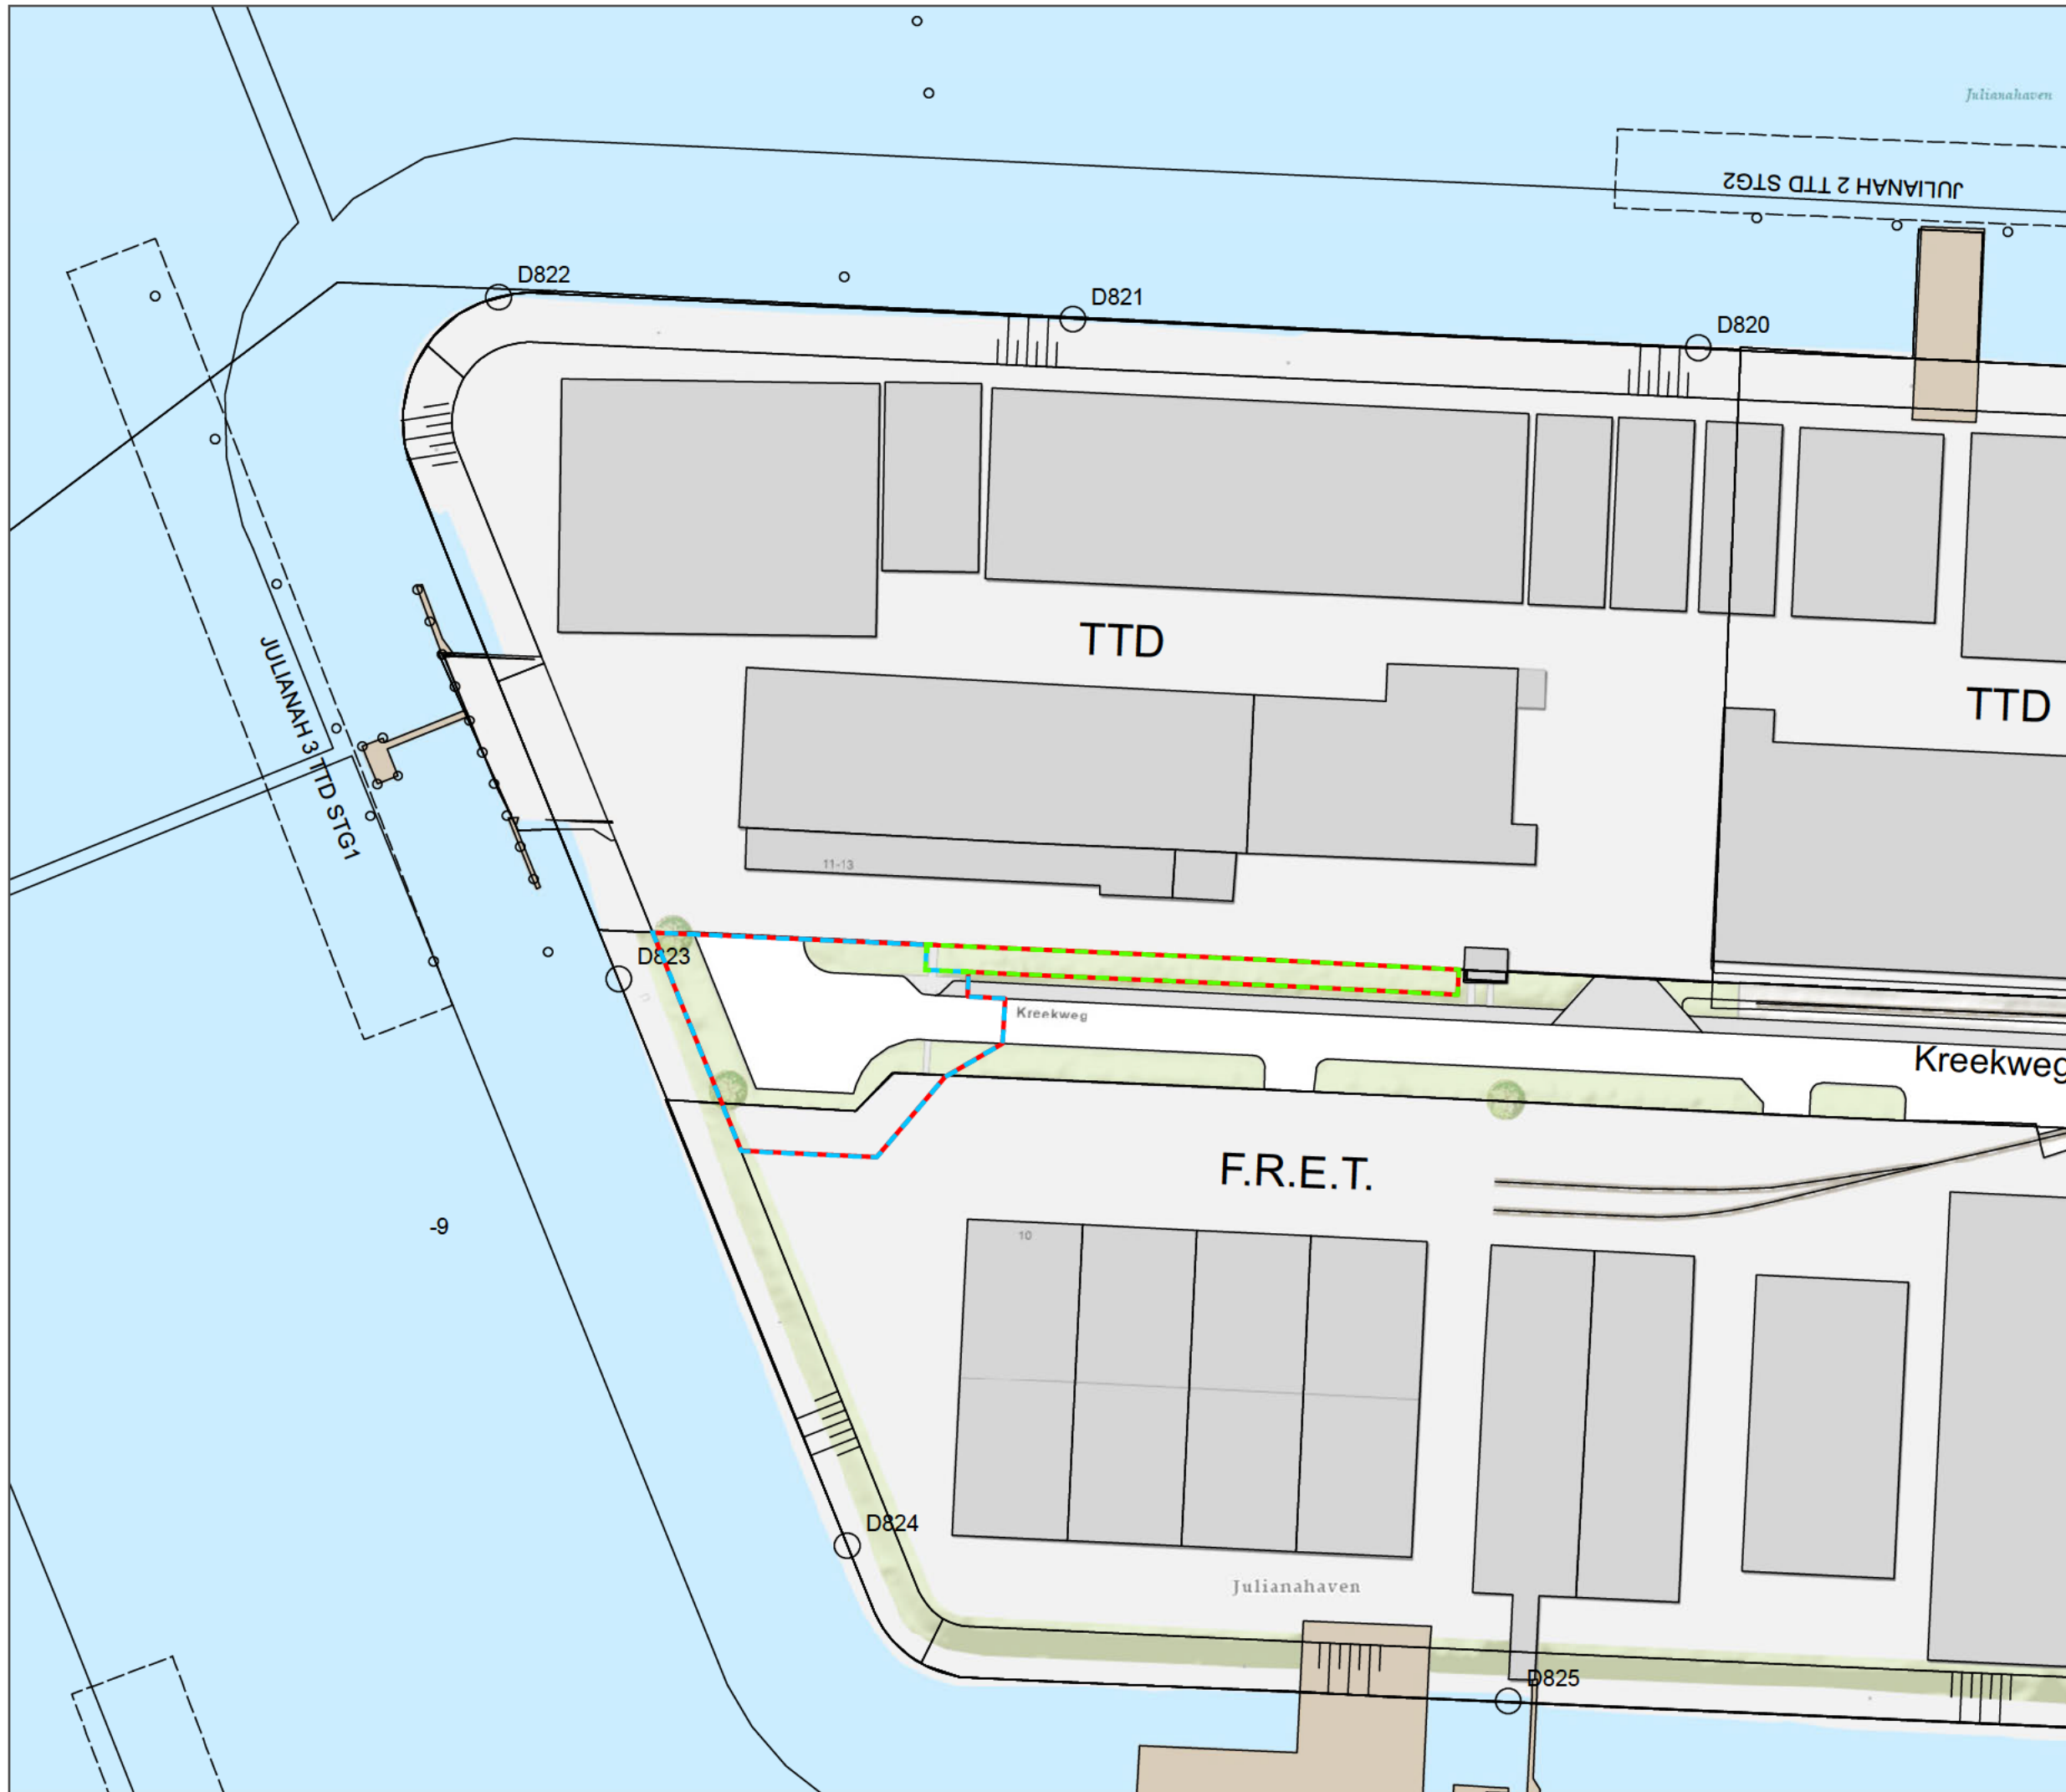 Julianahaven
JULIANAH 2 TTD STG2
D822
D821
D820
TTD
TTD
JULIANAH 3 TTD STG1
11-13
D823
Kreekweg
Kreekweg
F.R.E.T.
-9
10
D824
Julianahaven
D825